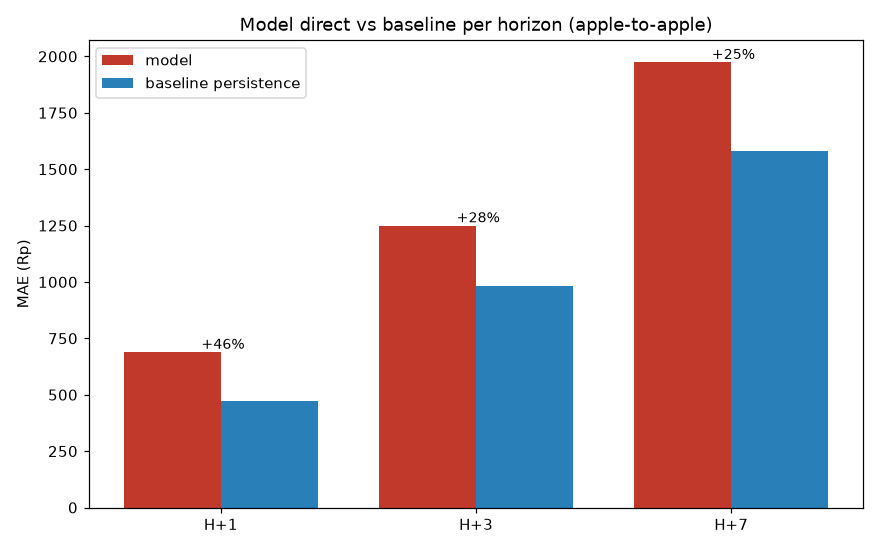 Model direct vs baseline per horizon (apple-to-apple)
model
baseline persistence
MAE (Rp)
2000
1750
1500
1250
1000
750
500
250
0
+46%
+28%
+25%
H+1
H+3
H+7